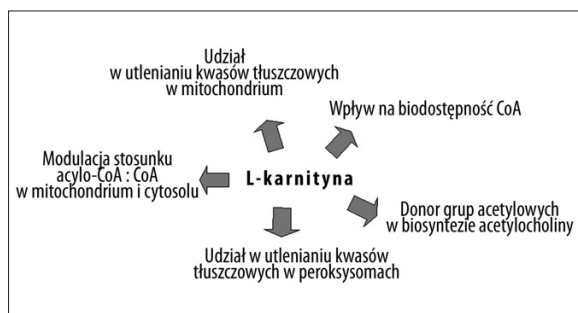 Udział
w utlenianiu kwasów tłuszczowych
w mitochondrium
Wpływ na biodostępność CoA
Modulacja stosunku
acylo-CoA : CoA
w mitochondrium i cytosolu
L-karnityna
Donor grup acetylowych
w biosyntezie acetylocholiny
Udział w utlenianiu kwasów
tłuszczowych w peroksysomach